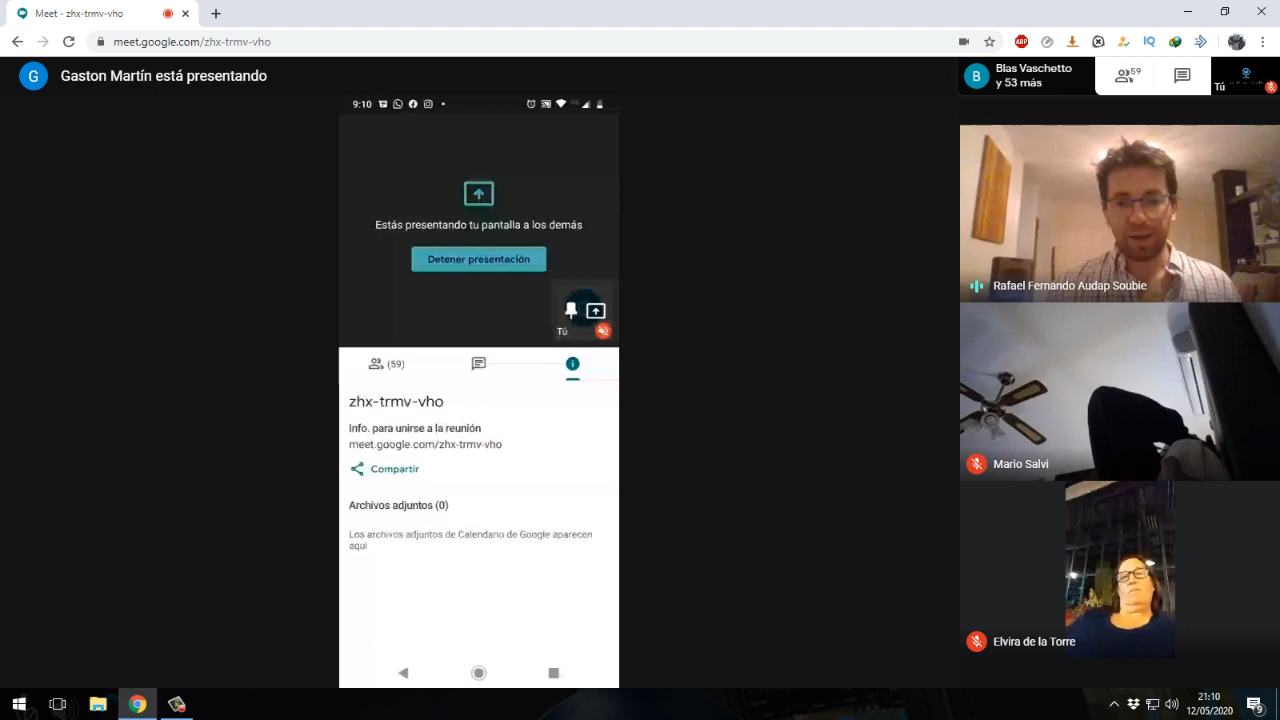 Meet - zhx-trmv-vho
meet.google.com/zhx-trmv-vho
ABP
IQ
G
Gaston Martín está presentando
B
Blas Vaschetto
y 53 más
59
Tú
9:10
Estás presentando tu pantalla a los demás
Detener presentación
Tú
(59)
zhx-trmv-vho
Info. para unirse a la reunión
meet.google.com/zhx-trmv-vho
Compartir
Archivos adjuntos (0)
Los archivos adjuntos de Calendario de Google aparecen
aquí
Rafael Fernando Audap Soubie
Mario Salvi
Elvira de la Torre
21:10
12/05/2020